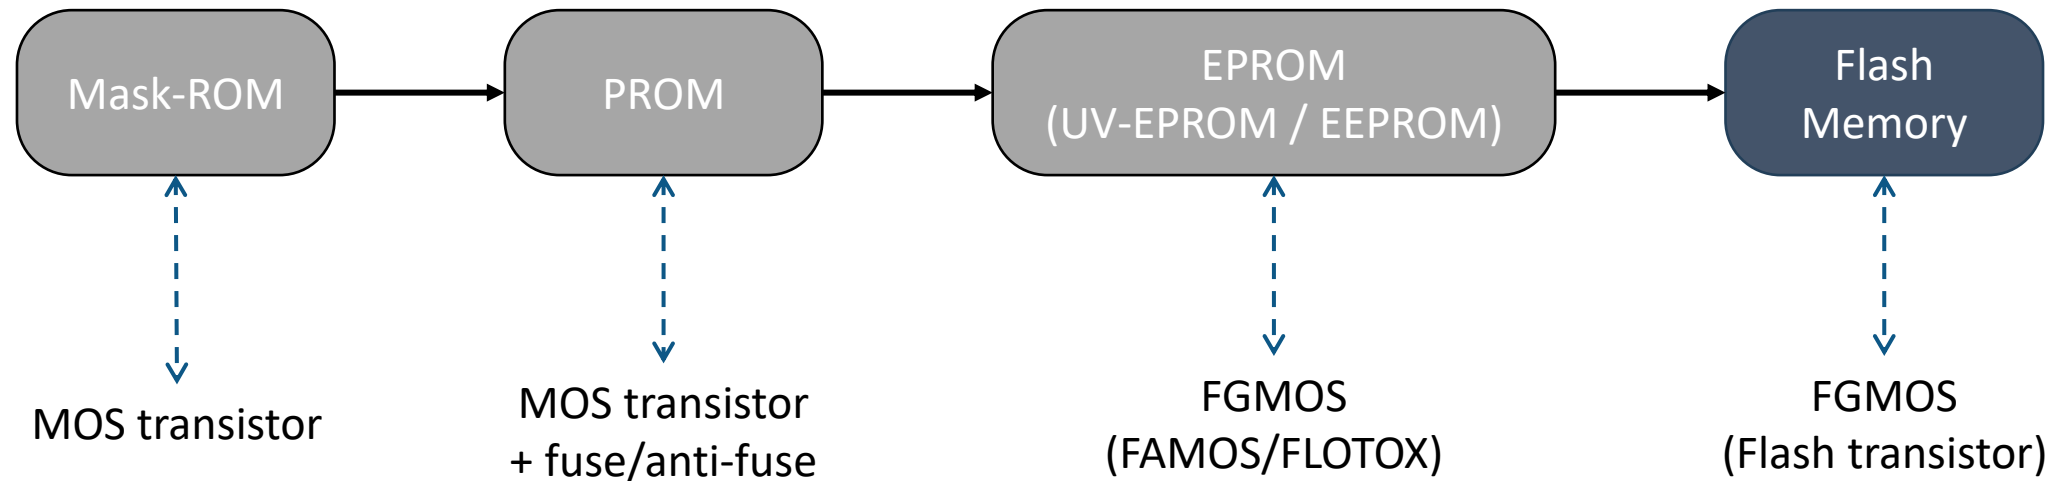 Mask-ROM
PROM
EPROM
(UV-EPROM / EEPROM)
Flash
Memory
MOS transistor
MOS transistor
+ fuse/anti-fuse
FGMOS
(FAMOS/FLOTOX)
FGMOS
(Flash transistor)